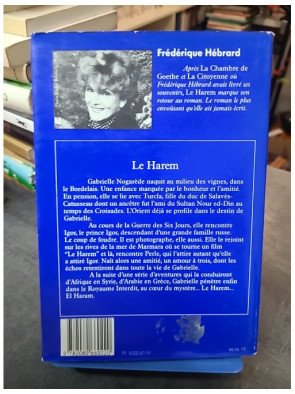 Frédérique Hébrard
Après La Chambre de
Goethe et La Citoyenne où
Frédérique Hébrard avait livré ses
souvenirs, Le Harem marque son
retour au roman. Le roman le plus
envoûtant qu'elle ait jamais écrit.
Le Harem
Gabrielle Nogarède naquit au milieu des vignes, dans
le Bordelais. Une enfance marquée par le bonheur et l'amitié.
En pension, elle se lie avec Turcla, fille du duc de Salavès-
Catusseau dont un ancêtre fut l'ami du Sultan Nour ed-Din au
temps des Croisades. L'Orient déjà se profile dans le destin de
Gabrielle.
Au cours de la Guerre des Six Jours, elle rencontre
Igor, le prince Igor, descendant d'une grande famille russe.
Le coup de foudre. Il est photographe, elle aussi. Elle le rejoint
sur les rives de la mer de Marmara où se tourne un film
"Le Harem" et là, rencontre Perle, qui l'attire autant qu'elle
a attiré Igor. Naît alors une amitié, un amour à trois, dont les
échos retentiront dans toute la vie de Gabrielle.
A la suite d'une série d'aventures qui la conduiront
d'Afrique en Syrie, d'Arabie en Grèce, Gabrielle pénètre enfin
dans le Royaume Interdit, au cœur du mystère... Le Harem...
El Haram.